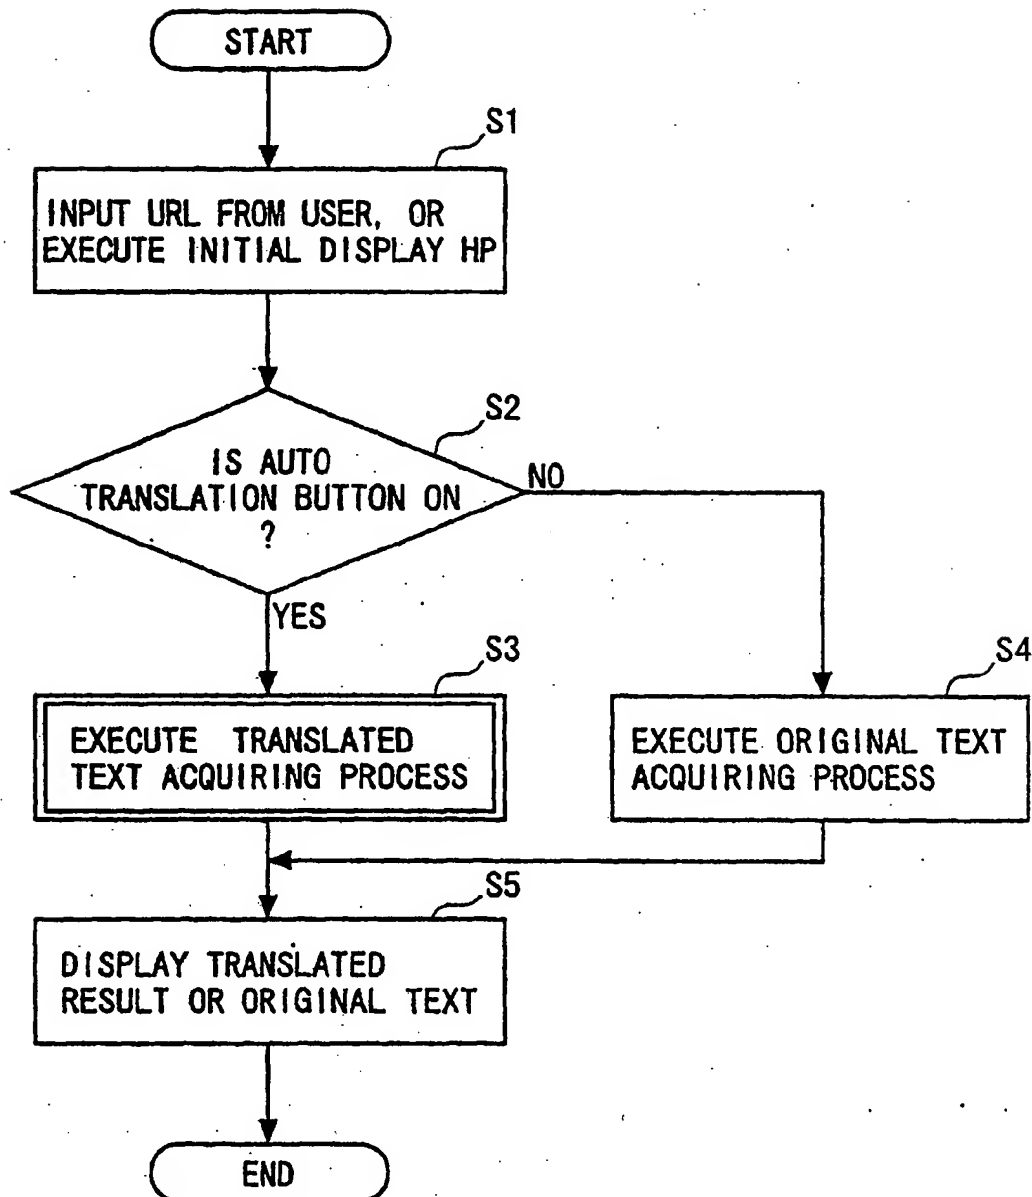 START
S1
INPUT URL FROM USER, OR
EXECUTE INITIAL DISPLAY HP
S2
IS AUTO
TRANSLATION BUTTON ON
?
NO
YES
S3
EXECUTE TRANSLATED
TEXT ACQUIRING PROCESS
S4
EXECUTE ORIGINAL TEXT
ACQUIRING PROCESS
S5
DISPLAY TRANSLATED
RESULT OR ORIGINAL TEXT
END